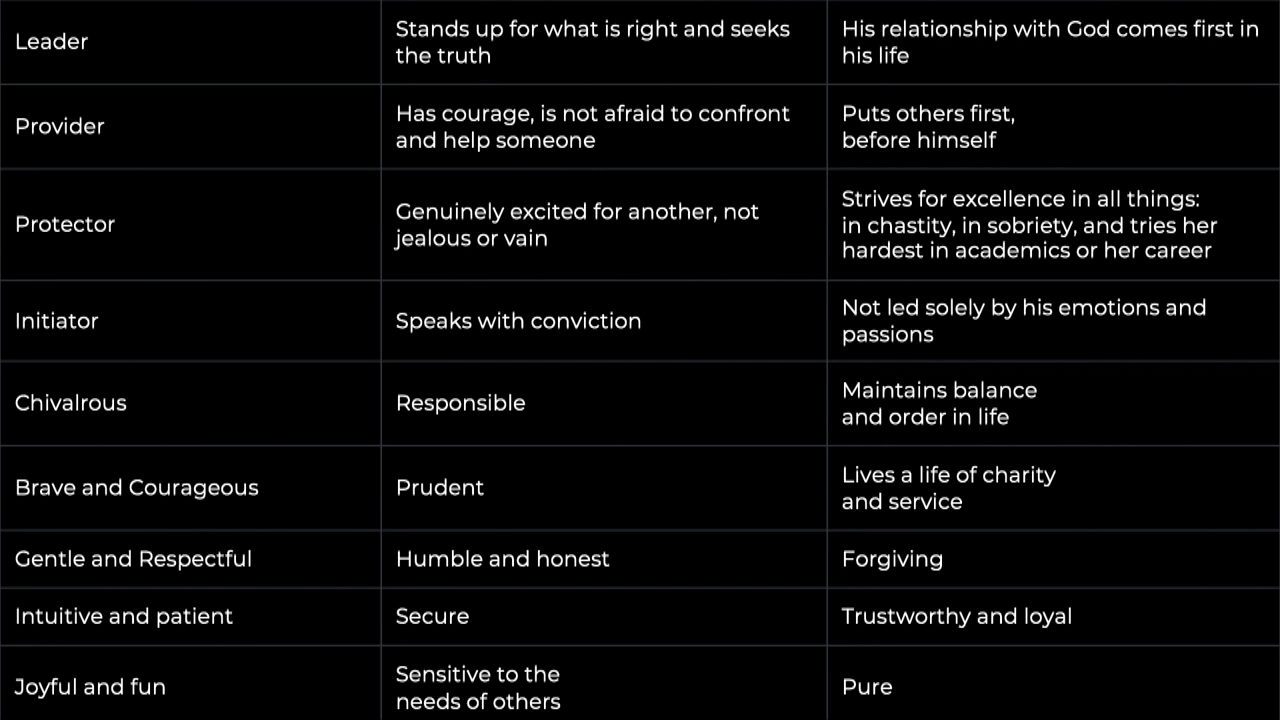 Leader
Stands up for what is right and seeks
the truth
His relationship with God comes first in
his life
Provider
Has courage, is not afraid to confront
and help someone
Puts others first,
before himself
Protector
Genuinely excited for another, not
jealous or vain
Strives for excellence in all things:
in chastity, in sobriety, and tries her
hardest in academics or her career
Initiator
Speaks with conviction
Not led solely by his emotions and
passions
Chivalrous
Responsible
Maintains balance
and order in life
Brave and Courageous
Prudent
Lives a life of charity
and service
Gentle and Respectful
Humble and honest
Forgiving
Intuitive and patient
Secure
Trustworthy and loyal
Joyful and fun
Sensitive to the
needs of others
Pure